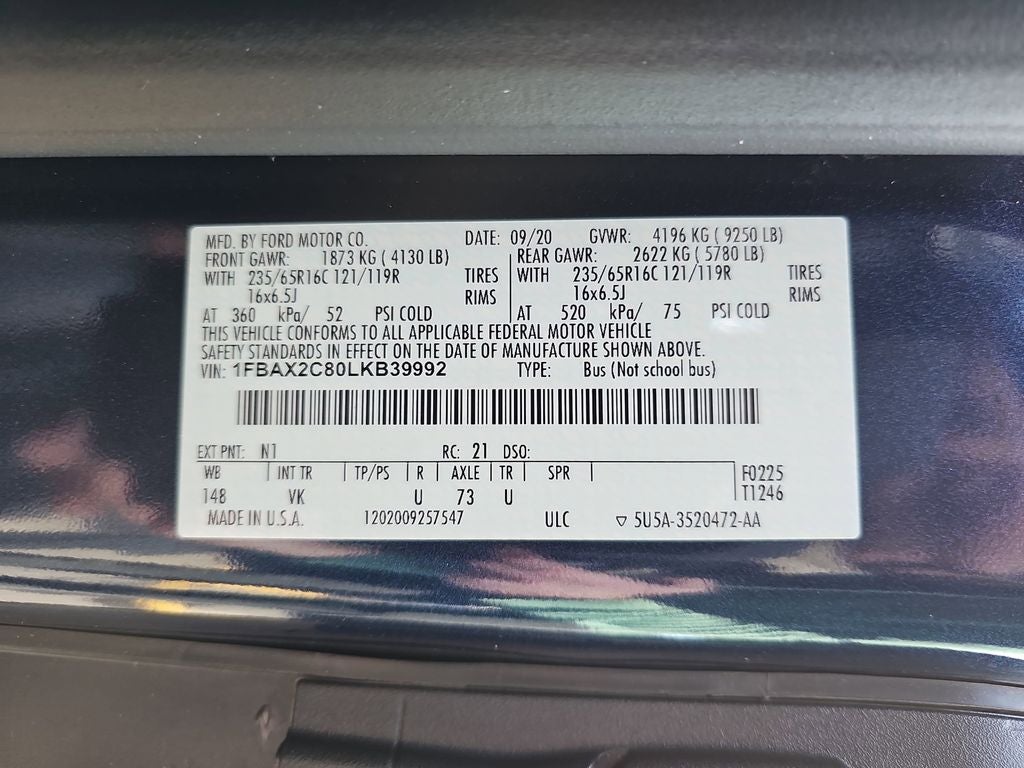 MFD. BY FORD MOTOR CO. DATE: 09/20 GVWR: 4196 KG ( 9250 LB)
FRONT GAWR: 1873 KG ( 4130 LB) REAR GAWR: 2622 KG ( 5780 LB)
WITH 235/65R16C 121/119R TIRES WITH 235/65R16C 121/119R TIRES
16x6.5J RIMS 16x6.5J RIMS
AT 360 kPa/ 52 PSI COLD AT 520 kPa/ 75 PSI COLD
THIS VEHICLE CONFORMS TO ALL APPLICABLE FEDERAL MOTOR VEHICLE
SAFETY STANDARDS IN EFFECT ON THE DATE OF MANUFACTURE SHOWN ABOVE.
VIN: 1FBAX2C80LKB39992 TYPE: Bus (Not school bus)
EXT PNT: N1 RC: 21 DSO:
WB INT TR TP/PS R AXLE TR SPR F0225
148 VK U 73 U T1246
MADE IN U.S.A. 1202009257547 ULC ▽ 5U5A-3520472-AA